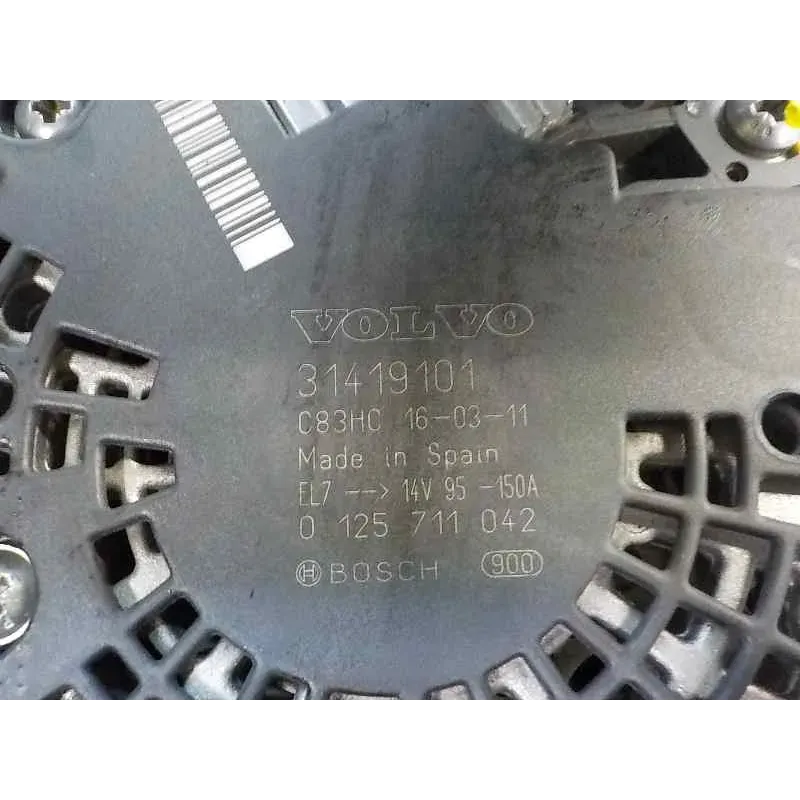 VOLVO
31419101
C83HC 16-03-11
Made in Spain
EL7 --> 14V 95 -150A
0 125 711 042
BOSCH 900